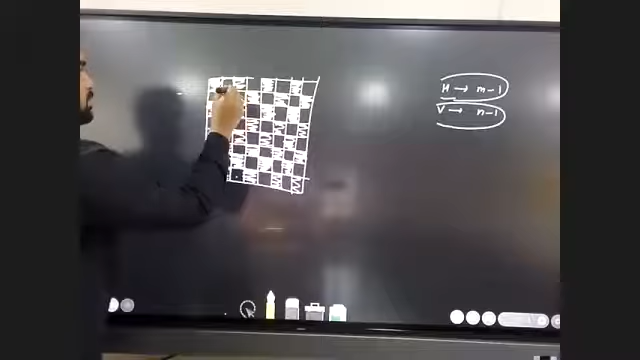 H → m-1
V → n-1